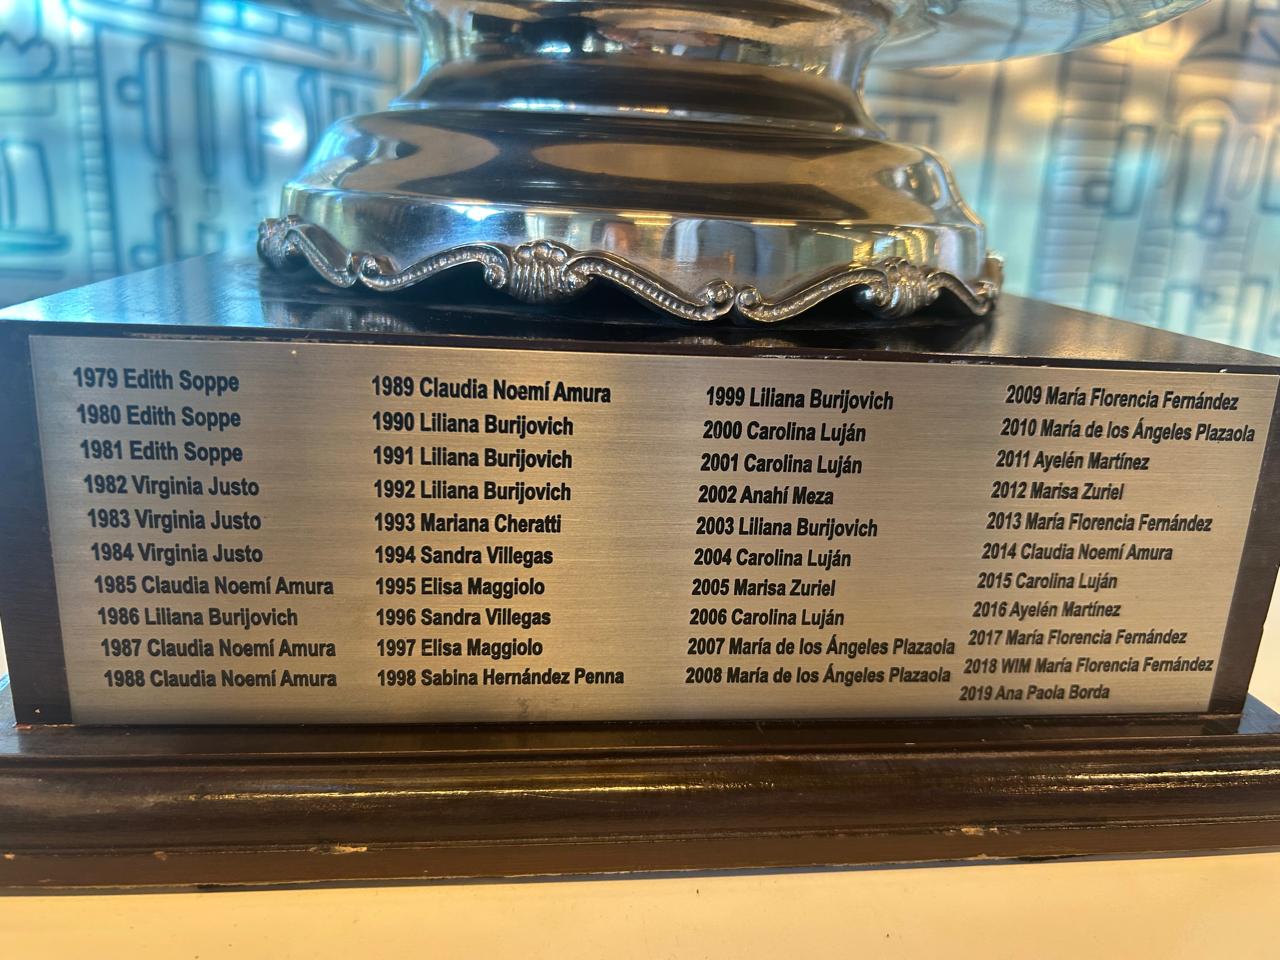 1979 Edith Soppe
1980 Edith Soppe
1981 Edith Soppe
1982 Virginia Justo
1983 Virginia Justo
1984 Virginia Justo
1985 Claudia Noemí Amura
1986 Liliana Burijovich
1987 Claudia Noemí Amura
1988 Claudia Noemí Amura
1989 Claudia Noemí Amura
1990 Liliana Burijovich
1991 Liliana Burijovich
1992 Liliana Burijovich
1993 Mariana Cheratti
1994 Sandra Villegas
1995 Elisa Maggiolo
1996 Sandra Villegas
1997 Elisa Maggiolo
1998 Sabina Hernández Penna
1999 Liliana Burijovich
2000 Carolina Luján
2001 Carolina Luján
2002 Anahí Meza
2003 Liliana Burijovich
2004 Carolina Luján
2005 Marisa Zuriel
2006 Carolina Luján
2007 María de los Ángeles Plazaola
2008 María de los Ángeles Plazaola
2009 María Florencia Fernández
2010 María de los Ángeles Plazaola
2011 Ayelén Martínez
2012 Marisa Zuriel
2013 María Florencia Fernández
2014 Claudia Noemí Amura
2015 Carolina Luján
2016 Ayelén Martínez
2017 María Florencia Fernández
2018 WIM María Florencia Fernández
2019 Ana Paola Borda